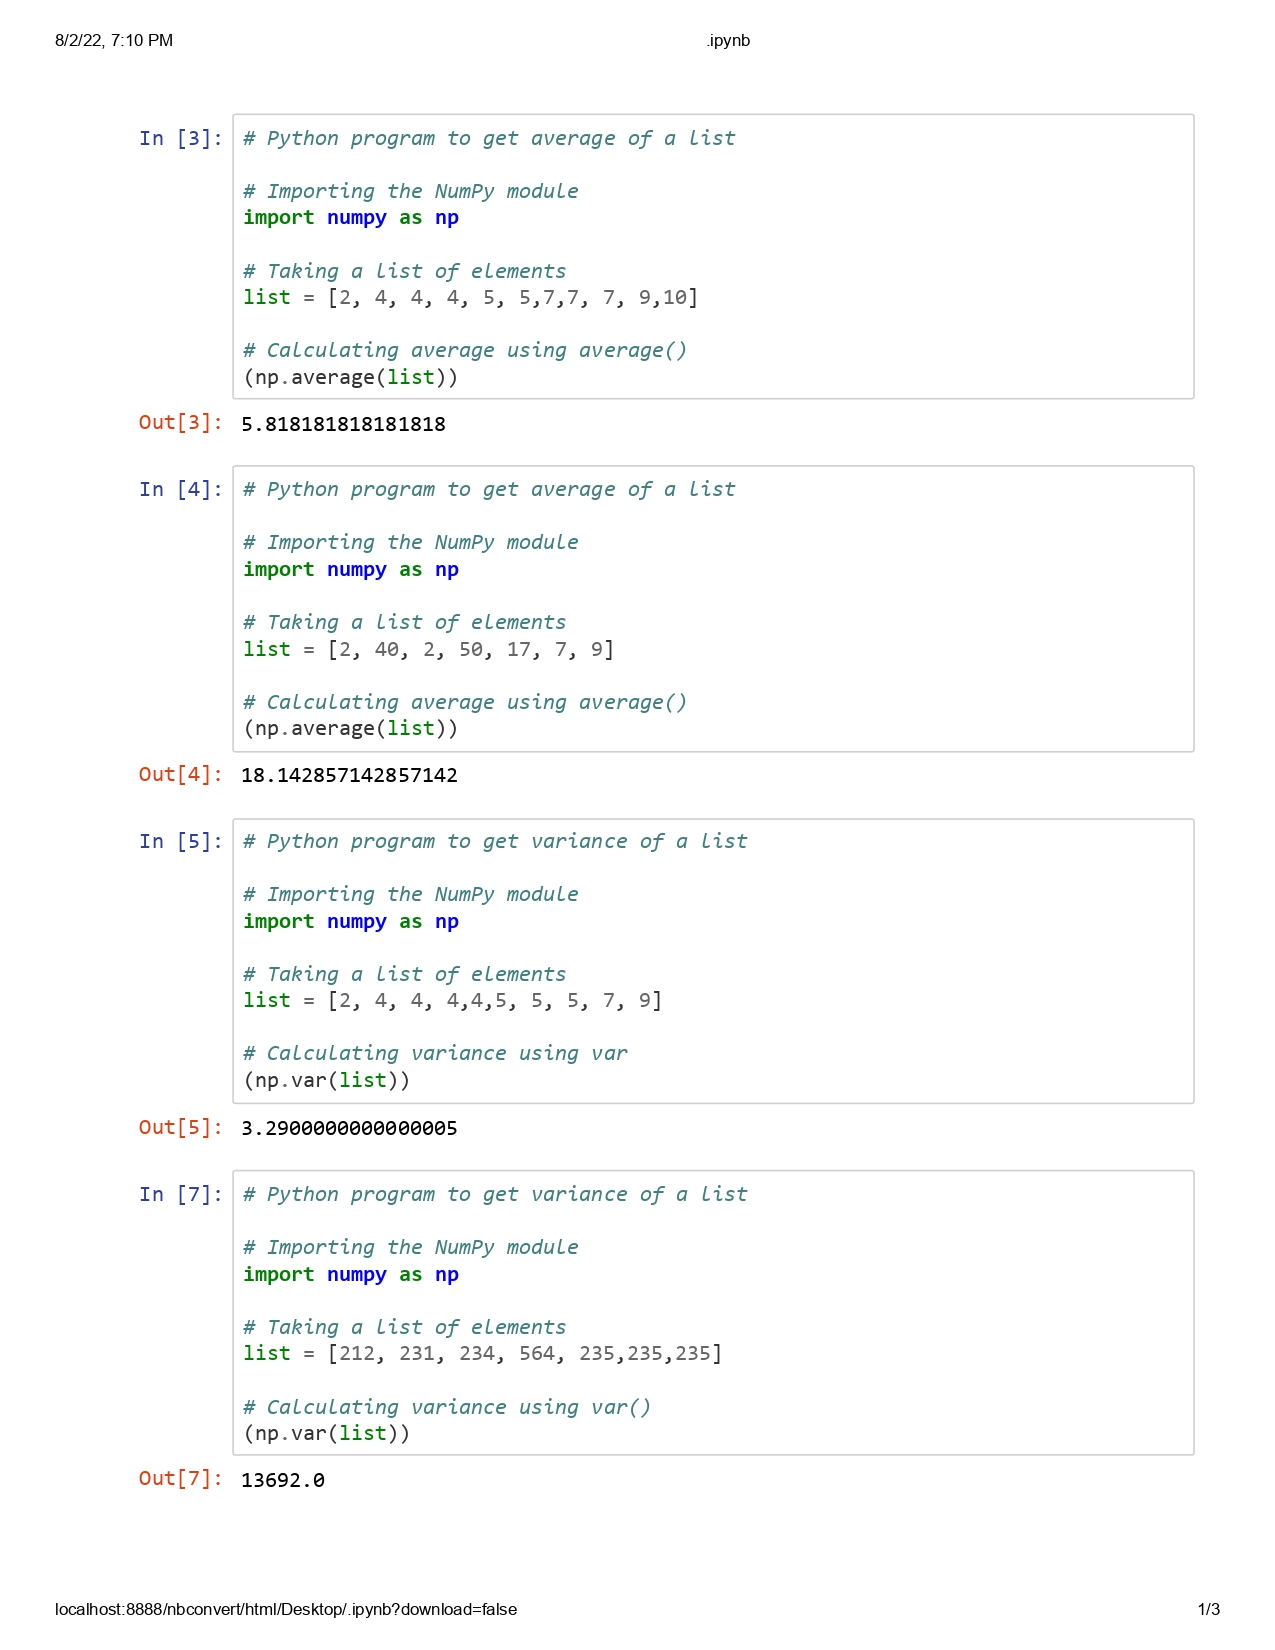 8/2/22, 7:10 PM .ipynb
In [3]: # Python program to get average of a list
# Importing the NumPy module
import numpy as np
# Taking a list of elements
list = [2, 4, 4, 4, 5, 5,7,7, 7, 9,10]
# Calculating average using average()
(np.average(list))
Out[3]: 5.818181818181818
In [4]: # Python program to get average of a list
# Importing the NumPy module
import numpy as np
# Taking a list of elements
list = [2, 40, 2, 50, 17, 7, 9]
# Calculating average using average()
(np.average(list))
Out[4]: 18.142857142857142
In [5]: # Python program to get variance of a list
# Importing the NumPy module
import numpy as np
# Taking a list of elements
list = [2, 4, 4, 4,4,5, 5, 5, 7, 9]
# Calculating variance using var
(np.var(list))
Out[5]: 3.2900000000000005
In [7]: # Python program to get variance of a list
# Importing the NumPy module
import numpy as np
# Taking a list of elements
list = [212, 231, 234, 564, 235,235,235]
# Calculating variance using var()
(np.var(list))
Out[7]: 13692.0
localhost:8888/nbconvert/html/Desktop/.ipynb?download=false 1/3